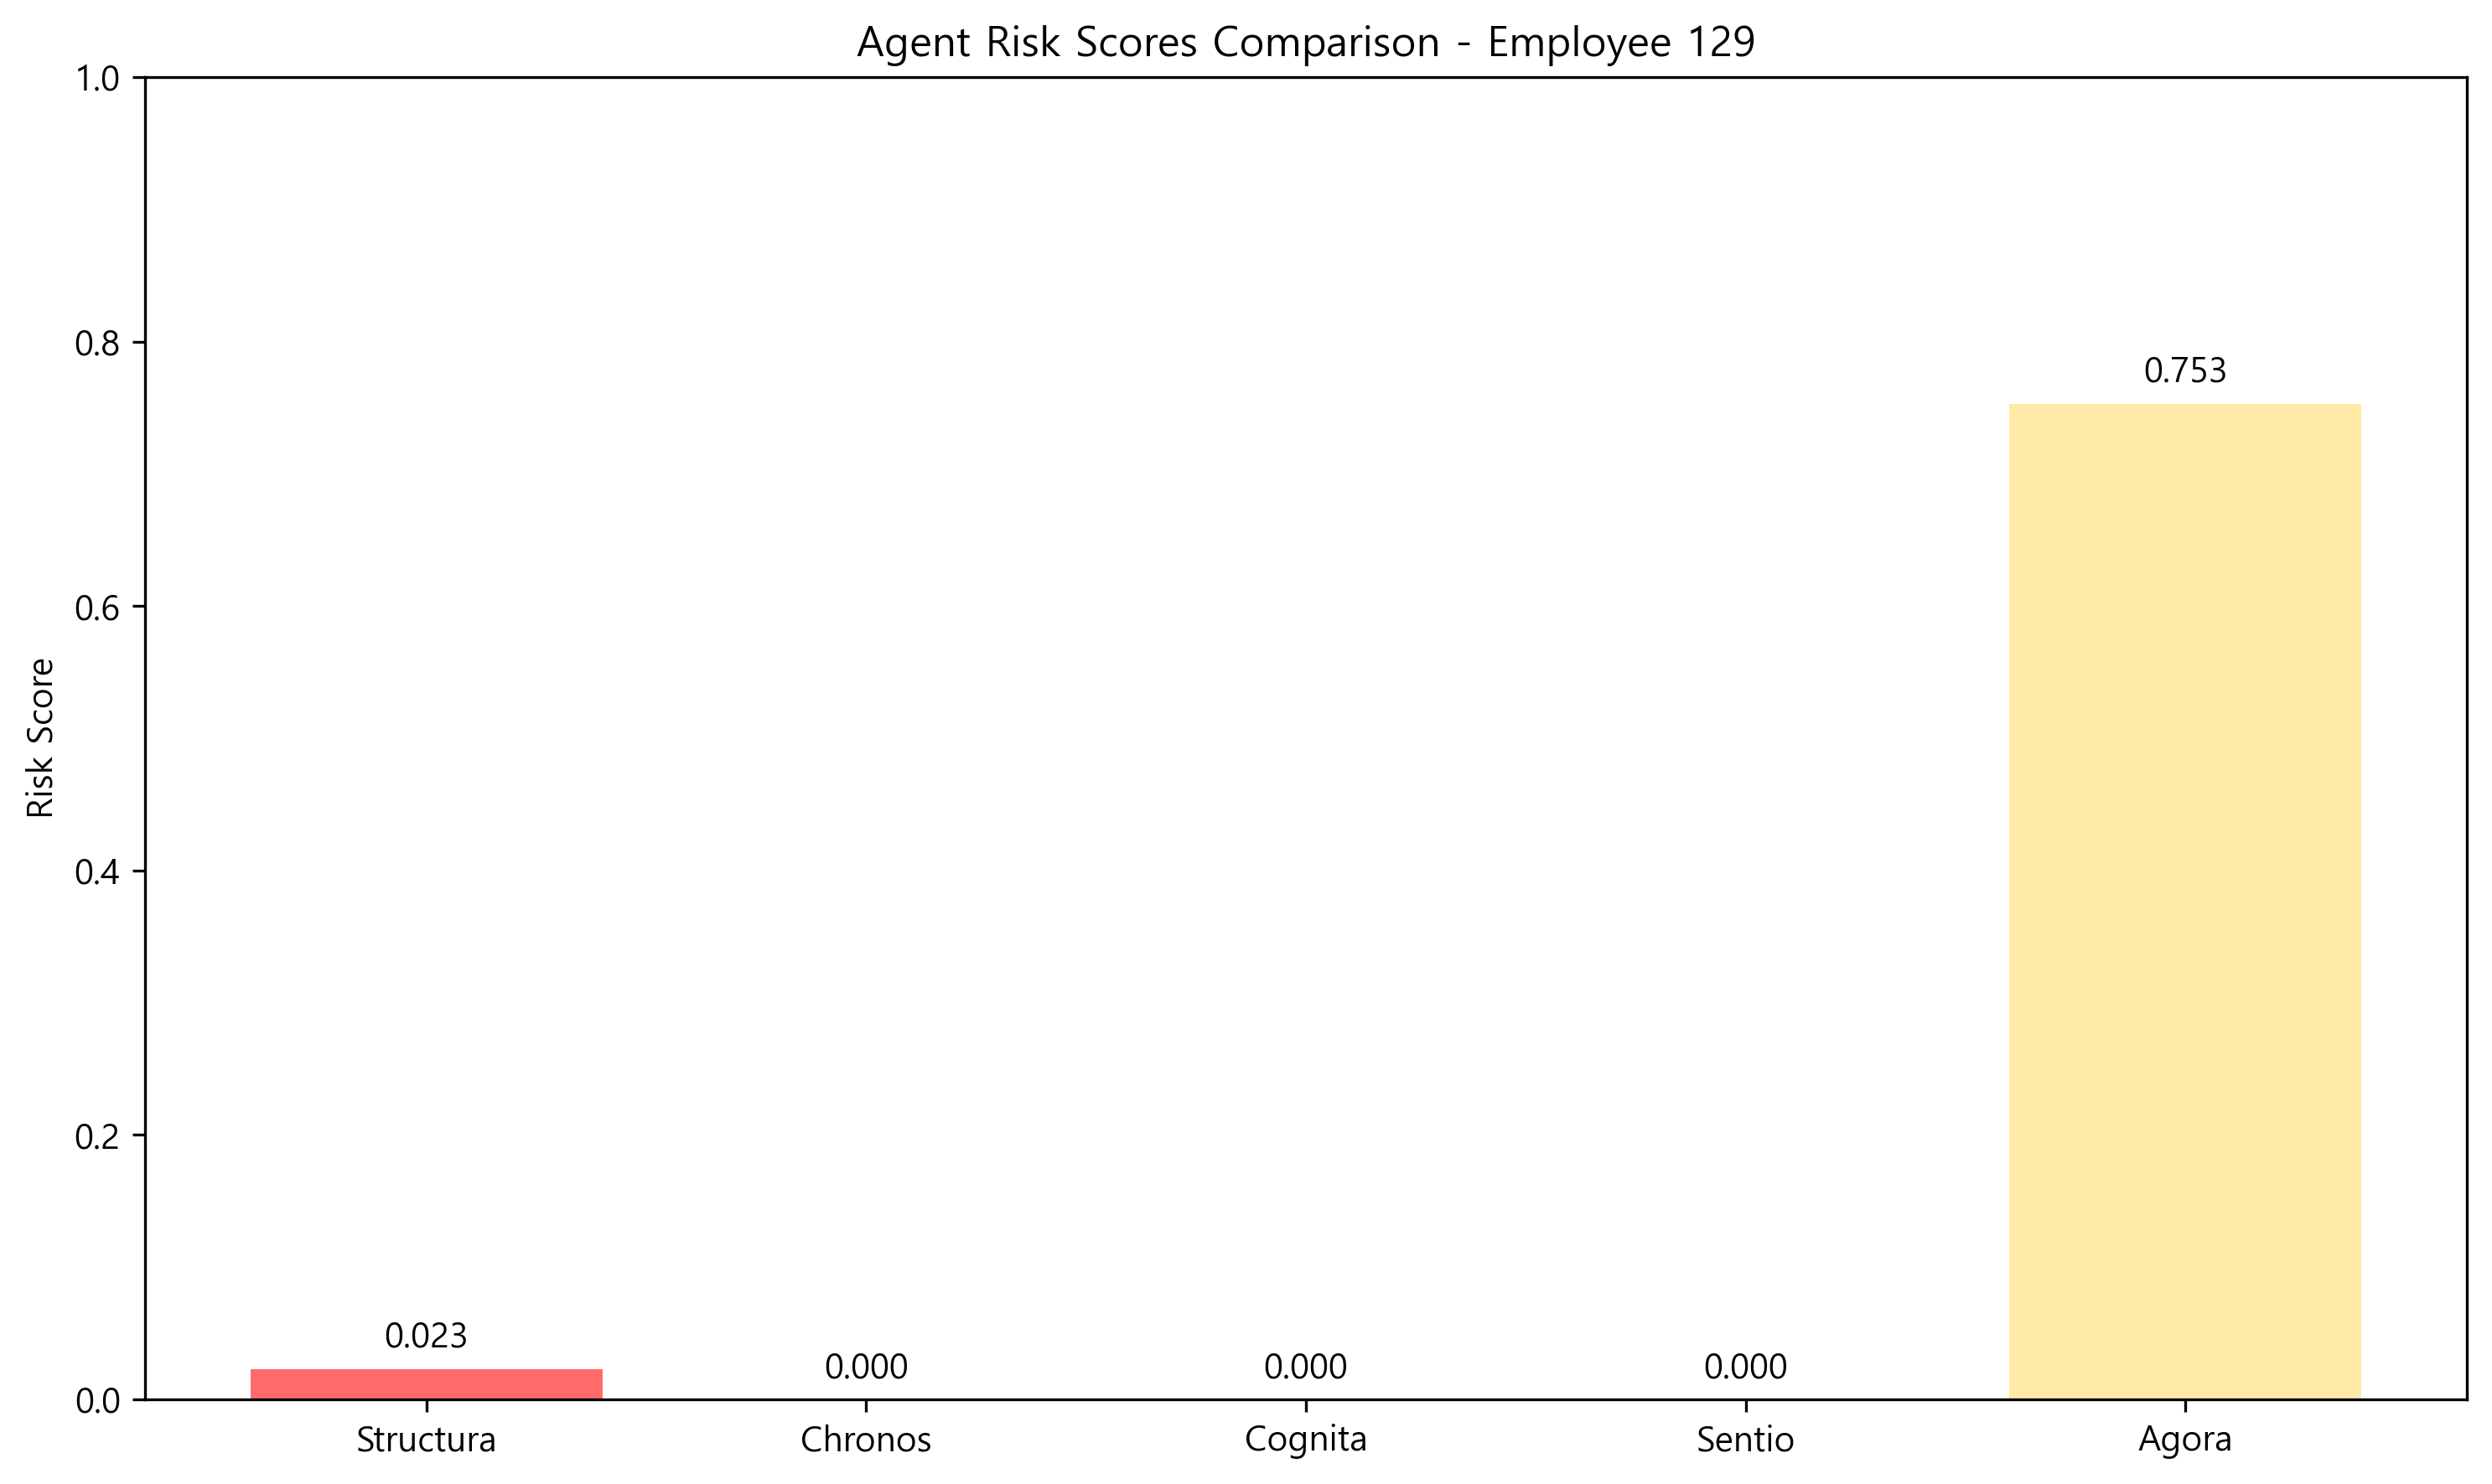 Agent Risk Scores Comparison - Employee 129
Risk Score
1.0
0.8
0.6
0.4
0.2
0.0
0.023
0.000
0.000
0.000
0.753
Structura
Chronos
Cognita
Sentio
Agora